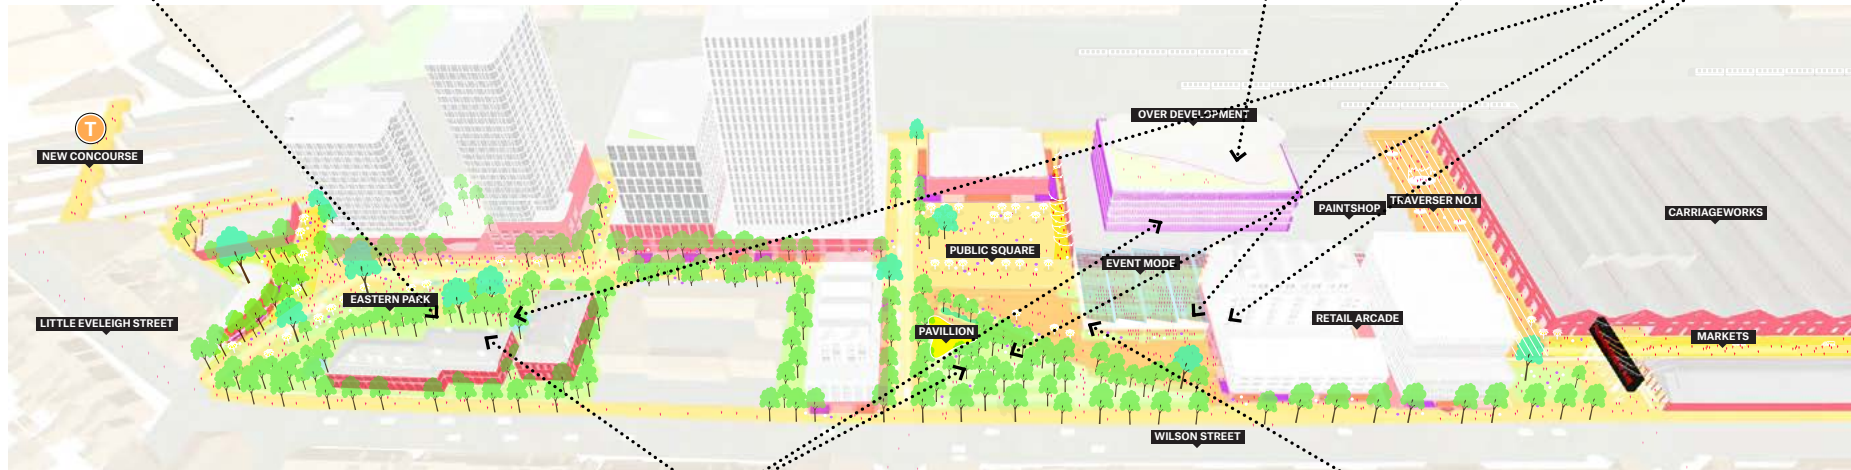 OVER DEVELOPMENT
T
NEW CONCOURSE
TRAVERSER NO.1
PAINTSHOP
CARRIAGEWORKS
PUBLIC SQUARE
EVENT MODE
EASTERN PARK
LITTLE EVELEIGH STREET
RETAIL ARCADE
PAVILLION
MARKETS
WILSON STREET